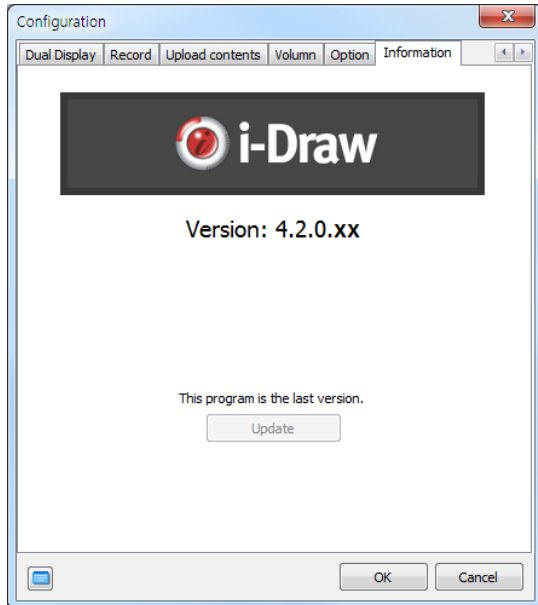 Configuration
Dual Display Record Upload contents Volumn Option Information
i-Draw
Version: 4.2.0.xx
This program is the last version.
Update
OK Cancel